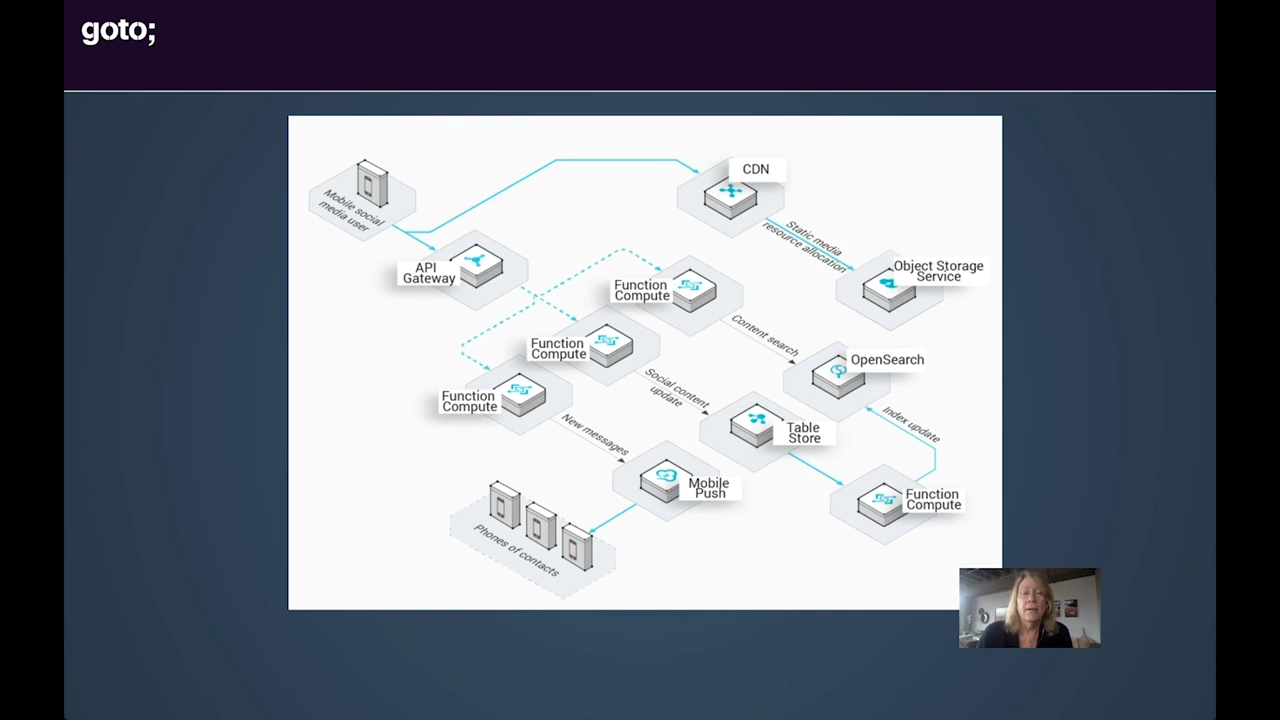 goto;
CDN
Mobile social
media user
Static media
resource allocation
API
Gateway
Object Storage
Service
Function
Compute
Content search
Function
Compute
OpenSearch
Social content
update
Function
Compute
Index update
New messages
Table
Store
Mobile
Push
Function
Compute
Phones of contacts